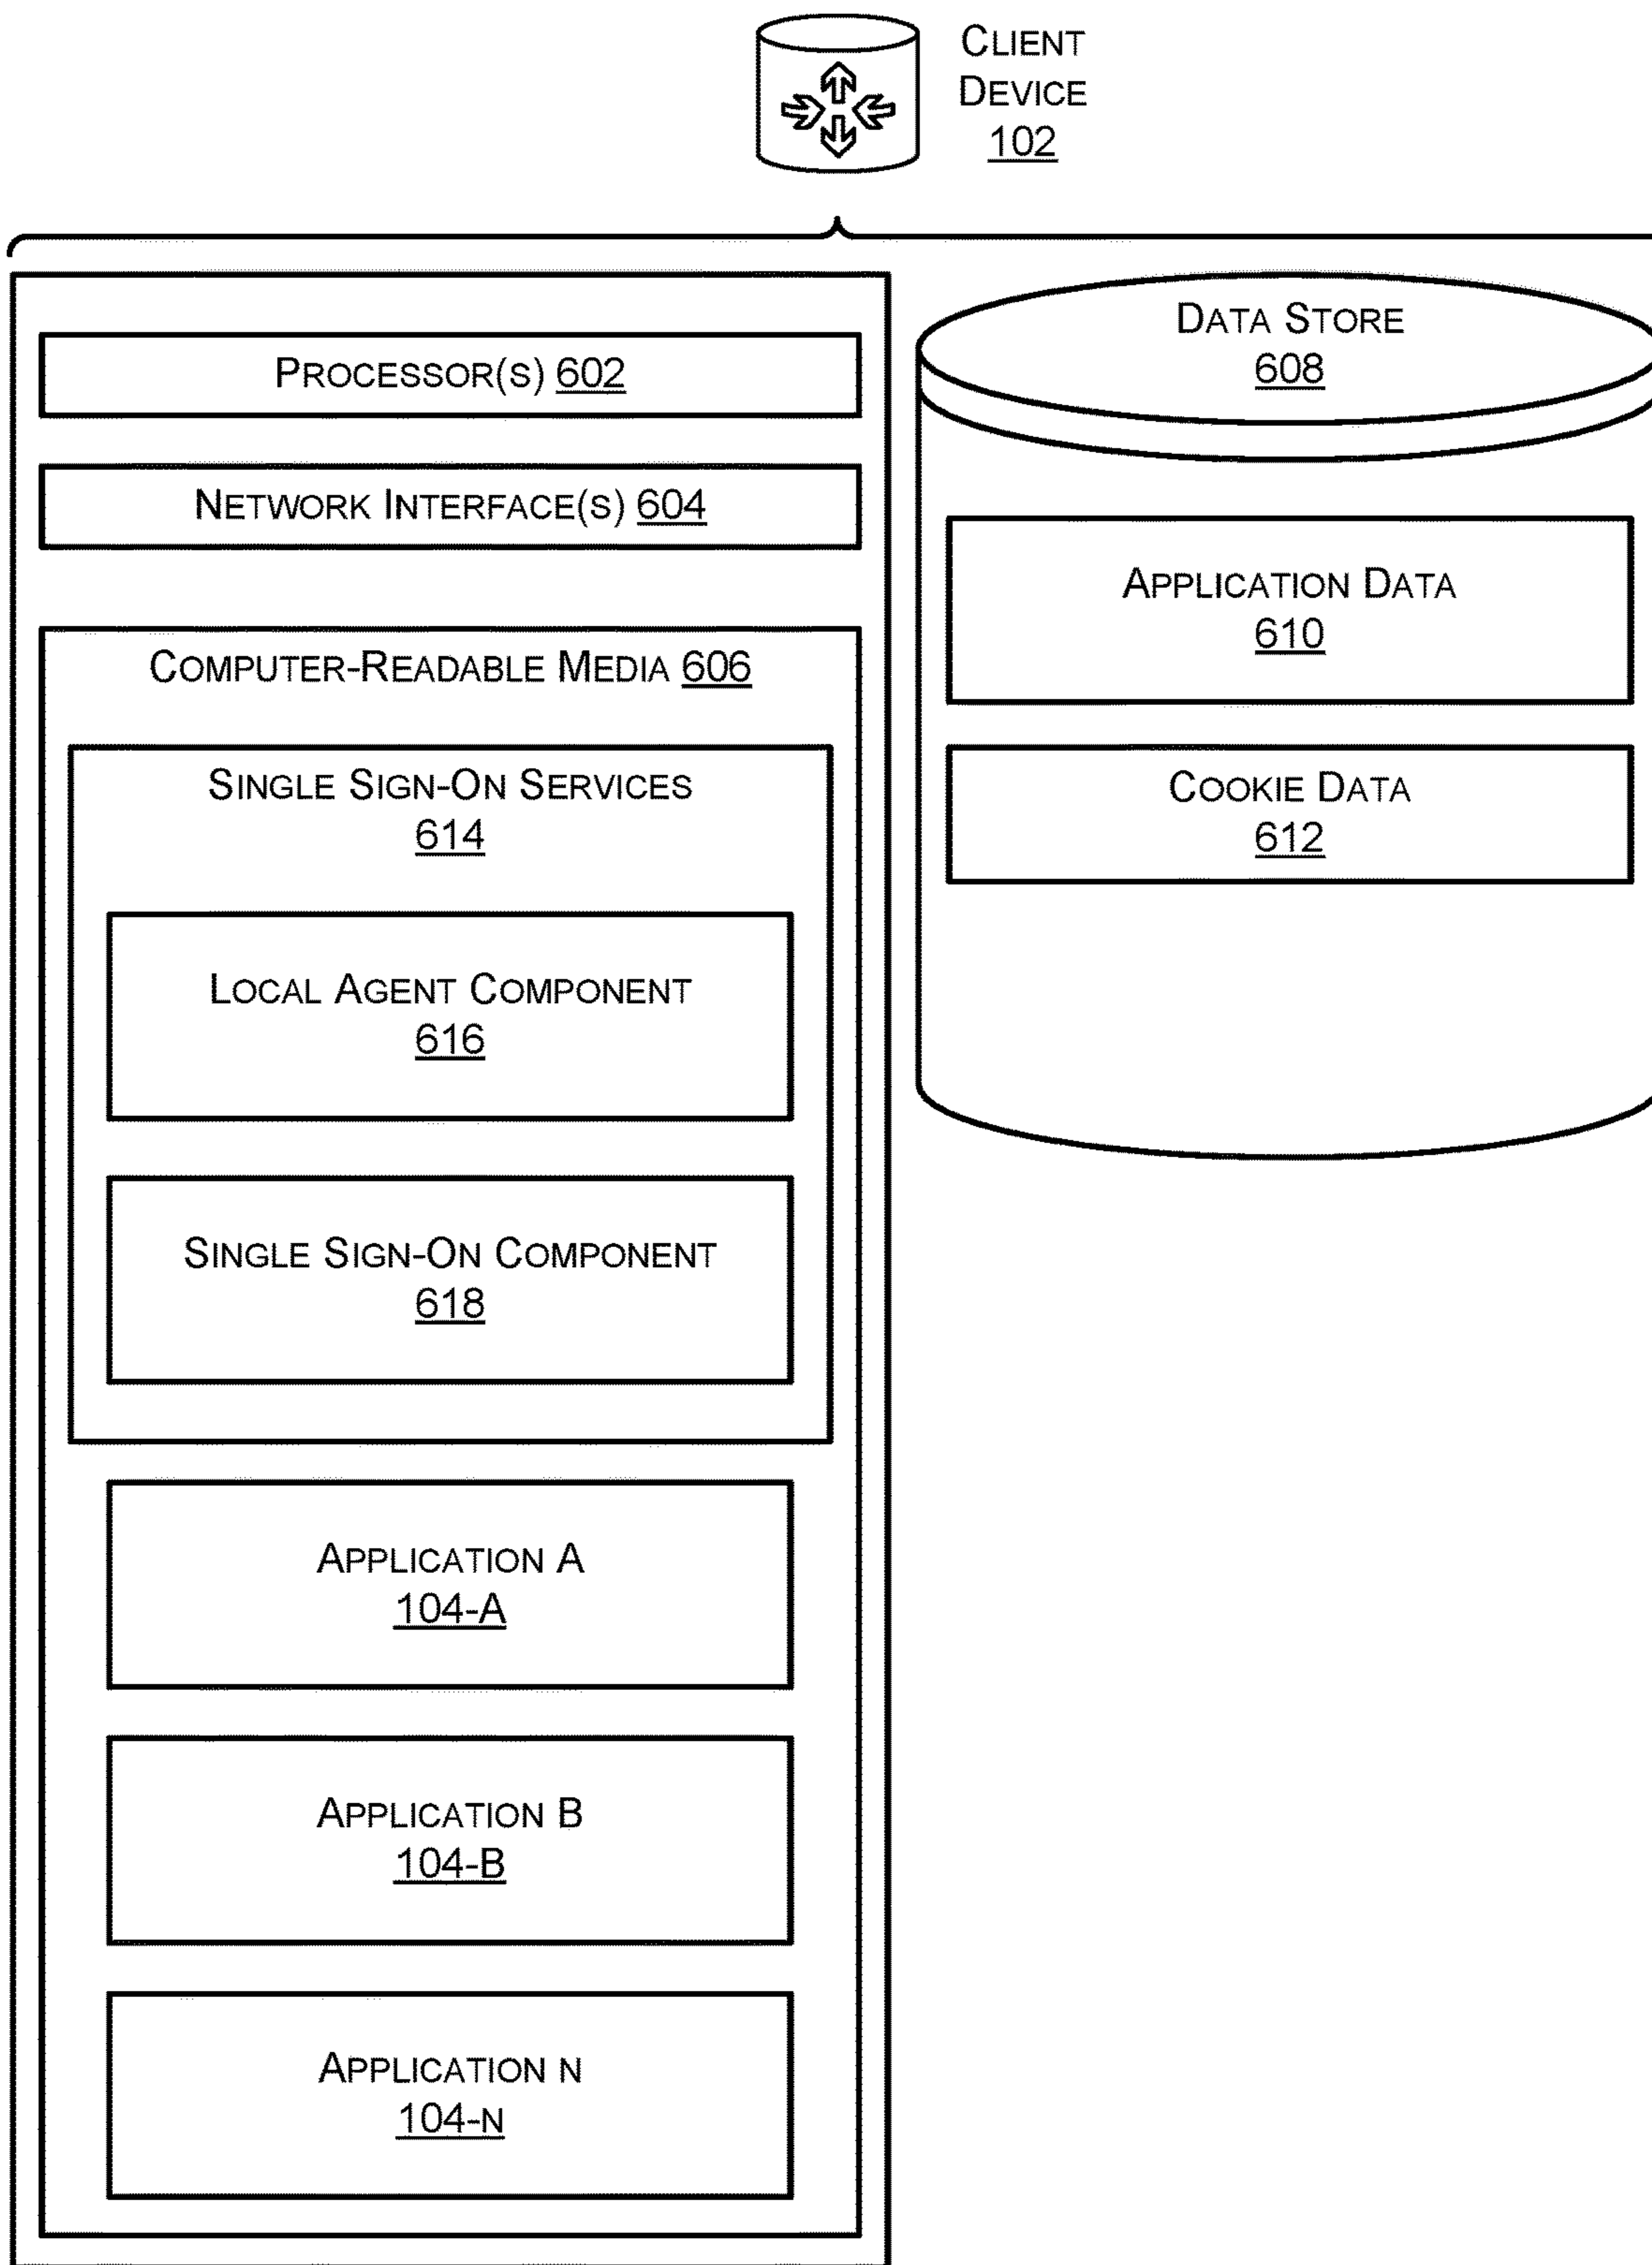 CLIENT
DEVICE
102
PROCESSOR(S) 602
NETWORK INTERFACE(S) 604
COMPUTER-READABLE MEDIA 606
SINGLE SIGN-ON SERVICES
614
LOCAL AGENT COMPONENT
616
SINGLE SIGN-ON COMPONENT
618
APPLICATION A
104-A
APPLICATION B
104-B
APPLICATION N
104-N
DATA STORE
608
APPLICATION DATA
610
COOKIE DATA
612